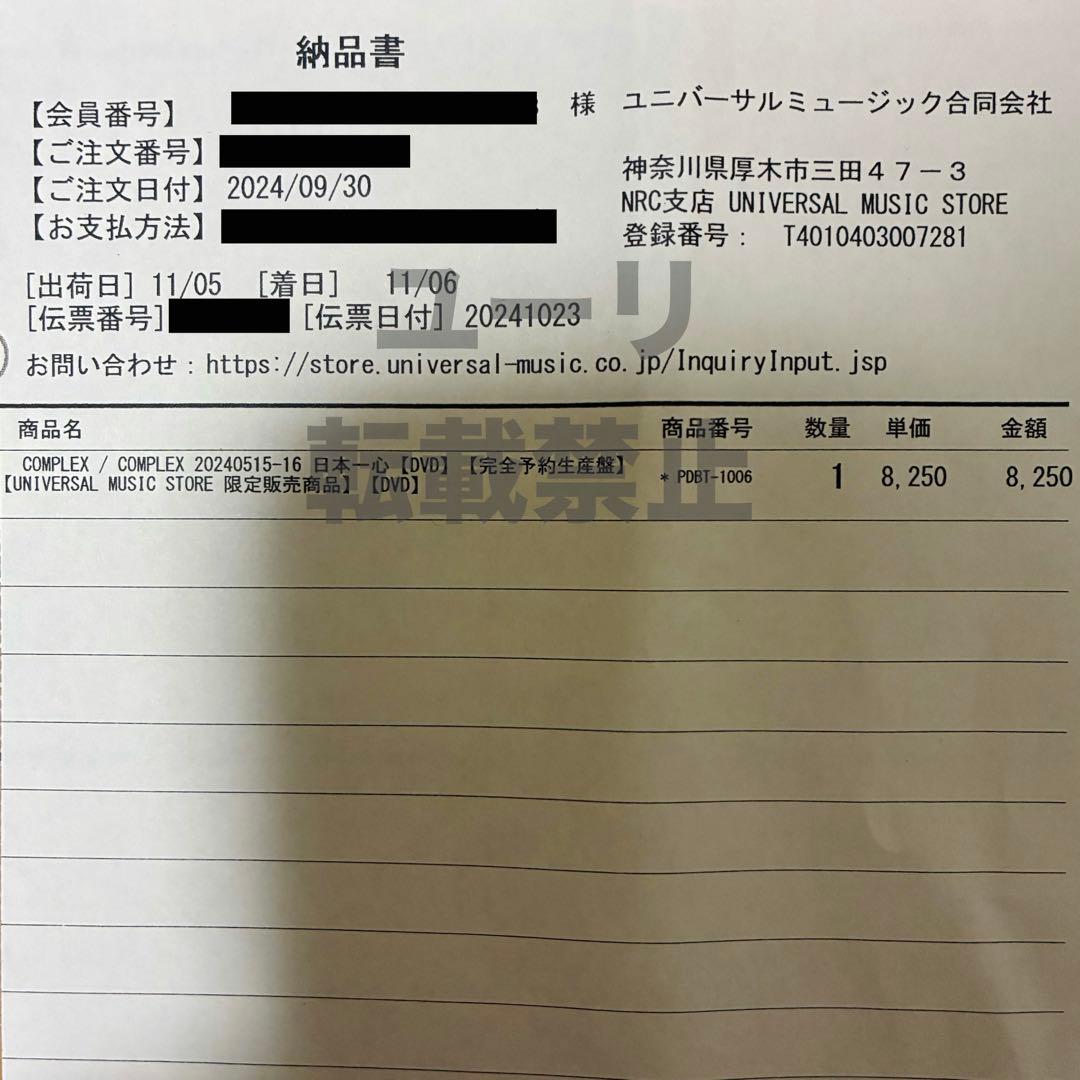 納品書
【会員番号】 様
【ご注文番号】
【ご注文日付】 2024/09/30
【お支払方法】
ユニバーサルミュージック合同会社
神奈川県厚木市三田４７－３
NRC支店 UNIVERSAL MUSIC STORE
登録番号： T4010403007281
[出荷日] 11/05 [着日] 11/06
[伝票番号] [伝票日付] 20241023
ユーリ
お問い合わせ：https://store.universal-music.co.jp/InquiryInput.jsp
転載禁止
商品名 商品番号 数量 単価 金額
COMPLEX / COMPLEX 20240515-16 日本一心【DVD】【完全予約生産盤】
【UNIVERSAL MUSIC STORE 限定販売商品】【DVD】 * PDBT-1006 1 8,250 8,250